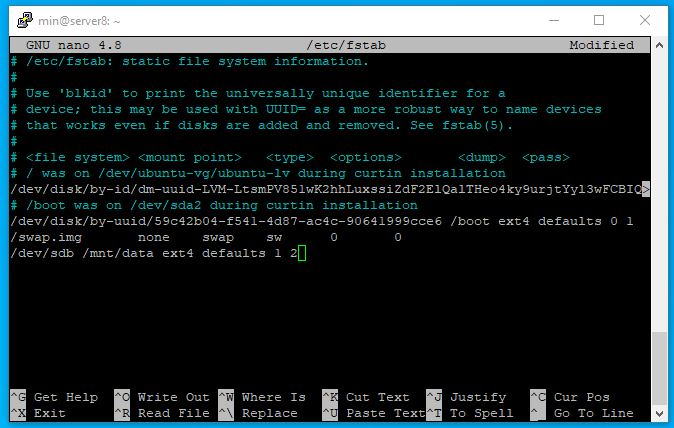 min@server8: ~
GNU nano 4.8 /etc/fstab Modified
# /etc/fstab: static file system information.
#
# Use 'blkid' to print the universally unique identifier for a
# device; this may be used with UUID= as a more robust way to name devices
# that works even if disks are added and removed. See fstab(5).
#
# <file system> <mount point>   <type>  <options>       <dump>  <pass>
# / was on /dev/ubuntu-vg/ubuntu-lv during curtin installation
/dev/disk/by-id/dm-uuid-LVM-LtsmPV85lwK2hhLuxssiZdF2ElQalTHeo4ky9urjtYyl3wFCBIQ>
# /boot was on /dev/sda2 during curtin installation
/dev/disk/by-uuid/59c42b04-f541-4d87-ac4c-90641999cce6 /boot ext4 defaults 0 1
/swap.img       none    swap    sw      0       0
/dev/sdb /mnt/data ext4 defaults 1 2
^G Get Help ^O Write Out ^W Where Is ^K Cut Text ^J Justify ^C Cur Pos
^X Exit ^R Read File ^\ Replace ^U Paste Text ^T To Spell ^_ Go To Line